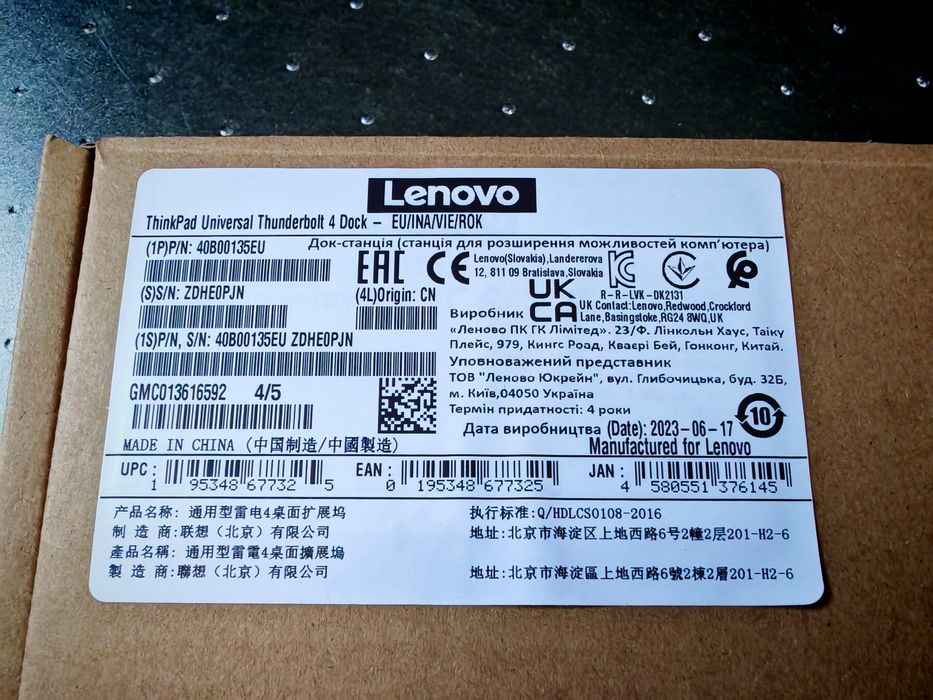 Lenovo
ThinkPad Universal Thunderbolt 4 Dock – EU/INA/VIE/ROK
(1P)P/N: 40B00135EU
Док-станція (станція для розширення можливостей комп'ютера)
EAC CE
Lenovo(Slovakia),Landererova
12, 811 09 Bratislava,Slovakia
(S)S/N: ZDHE0PJN
(4L)Origin: CN
UK
CA
R-R-LVK-DK2131
UK Contact:Lenovo,Redwood,Crockford
Lane,Basingstoke,RG24 8WQ,UK
Виробник
«Леново ПК ГК Лімітед». 23/Ф. Лінкольн Хаус, Таіку
Плейс, 979, Кингс Роад, Кваєрі Бей, Гонконг, Китай.
(1S)P/N, S/N: 40B00135EU ZDHE0PJN
Уповноважений представник
ТОВ "Леново Юкрейн", вул. Глибочицька, буд. 32Б,
м. Київ,04050 Україна
Термін придатності: 4 роки
GMC013616592 4/5
Дата виробництва (Date): 2023-06-17
10
Manufactured for Lenovo
MADE IN CHINA (中国制造/中國製造)
UPC : 1 95348 67732 5
EAN : 0 195348 677325
JAN : 4 580551 376145
产品名称: 通用型雷电4桌面扩展坞
执行标准:Q/HDLCS0108-2016
制 造 商:联想（北京）有限公司
地址:北京市海淀区上地西路6号2幢2层201-H2-6
產品名稱: 通用型雷電4桌面擴展塢
製 造 商:聯想（北京）有限公司
地址:北京市海淀區上地西路6號2棟2層201-H2-6